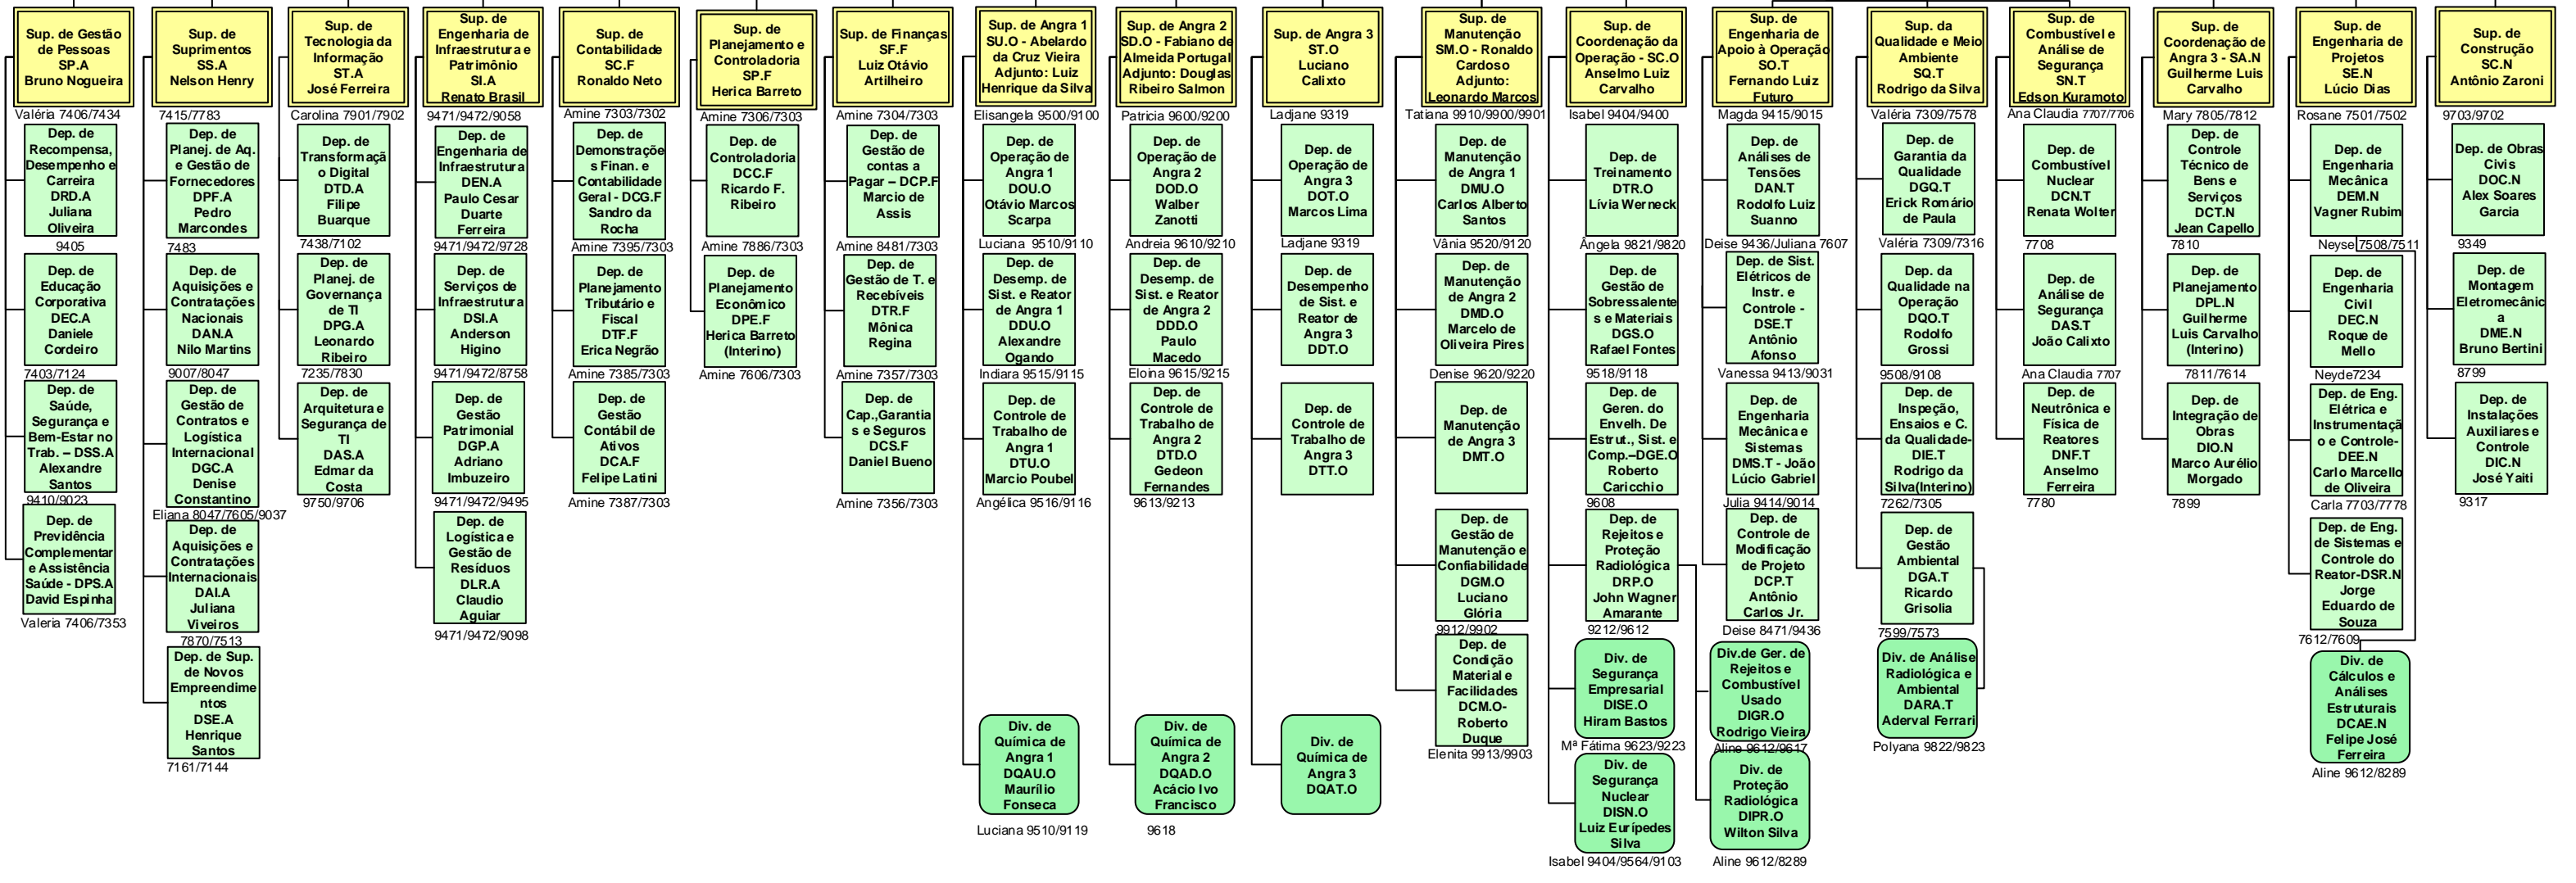 Sup. de Gestão
de Pessoas
SP.A
Bruno Nogueira
Valéria 7406/7434
Dep. de
Recompensa,
Desempenho e
Carreira
DRD.A
Juliana
Oliveira
9405
Dep. de
Educação
Corporativa
DEC.A
Daniele
Cordeiro
7403/7124
Dep. de
Saúde,
Segurança e
Bem-Estar no
Trab. – DSS.A
Alexandre
Santos
9410/9023
Dep. de
Previdência
Complementar
e Assistência
Saúde - DPS.A
David Espinha
Valeria 7406/7353
Sup. de
Suprimentos
SS.A
Nelson Henry
7415/7783
Dep. de
Planej. de Aq.
e Gestão de
Fornecedores
DPF.A
Pedro
Marcondes
7483
Dep. de
Aquisições e
Contratações
Nacionais
DAN.A
Nilo Martins
9007/8047
Dep. de
Gestão de
Contratos e
Logística
Internacional
DGC.A
Denise
Constantino
Eliana 8047/7605/9037
Dep. de
Aquisições e
Contratações
Internacionais
DAI.A
Juliana
Viveiros
7870/7513
Dep. de Sup.
de Novos
Empreendime
ntos
DSE.A
Henrique
Santos
7161/7144
Sup. de
Tecnologia da
Informação
ST.A
José Ferreira
Carolina 7901/7902
Dep. de
Transformaçã
o Digital
DTD.A
Filipe
Buarque
7438/7102
Dep. de
Planej. de
Governança
de TI
DPG.A
Leonardo
Ribeiro
7235/7830
Dep. de
Arquitetura e
Segurança de
TI
DAS.A
Edmar da
Costa
9750/9706
Sup. de
Engenharia de
Infraestrutura e
Patrimônio
SI.A
Renato Brasil
9471/9472/9058
Dep. de
Engenharia de
Infraestrutura
DEN.A
Paulo Cesar
Duarte
Ferreira
9471/9472/9728
Dep. de
Serviços de
Infraestrutura
DSI.A
Anderson
Higino
9471/9472/8758
Dep. de
Gestão
Patrimonial
DGP.A
Adriano
Imbuzeiro
9471/9472/9495
Dep. de
Logística e
Gestão de
Resíduos
DLR.A
Claudio
Aguiar
9471/9472/9098
Sup. de
Contabilidade
SC.F
Ronaldo Neto
Amine 7303/7302
Dep. de
Demonstraçõe
s Finan. e
Contabilidade
Geral - DCG.F
Sandro da
Rocha
Amine 7395/7303
Dep. de
Planejamento
Tributário e
Fiscal
DTF.F
Erica Negrão
Amine 7385/7303
Dep. de
Gestão
Contábil de
Ativos
DCA.F
Felipe Latini
Amine 7387/7303
Sup. de
Planejamento e
Controladoria
SP.F
Herica Barreto
Amine 7306/7303
Dep. de
Controladoria
DCC.F
Ricardo F.
Ribeiro
Amine 7886/7303
Dep. de
Planejamento
Econômico
DPE.F
Herica Barreto
(Interino)
Amine 7606/7303
Sup. de Finanças
SF.F
Luiz Otávio
Artilheiro
Amine 7304/7303
Dep. de
Gestão de
contas a
Pagar – DCP.F
Marcio de
Assis
Amine 8481/7303
Dep. de
Gestão de T. e
Recebíveis
DTR.F
Mônica
Regina
Amine 7357/7303
Dep. de
Cap.,Garantia
s e Seguros
DCS.F
Daniel Bueno
Amine 7356/7303
Sup. de Angra 1
SU.O - Abelardo
da Cruz Vieira
Adjunto: Luiz
Henrique da Silva
Elisangela 9500/9100
Dep. de
Operação de
Angra 1
DOU.O
Otávio Marcos
Scarpa
Luciana 9510/9110
Dep. de
Desemp. de
Sist. e Reator
de Angra 1
DDU.O
Alexandre
Ogando
Indiara 9515/9115
Dep. de
Controle de
Trabalho de
Angra 1
DTU.O
Marcio Poubel
Angélica 9516/9116
Div. de
Química de
Angra 1
DQAU.O
Maurílio
Fonseca
Luciana 9510/9119
Sup. de Angra 2
SD.O - Fabiano de
Almeida Portugal
Adjunto: Douglas
Ribeiro Salmon
Patricia 9600/9200
Dep. de
Operação de
Angra 2
DOD.O
Walber
Zanotti
Andreia 9610/9210
Dep. de
Desemp. de
Sist. e Reator
de Angra 2
DDD.O
Paulo
Macedo
Eloina 9615/9215
Dep. de
Controle de
Trabalho de
Angra 2
DTD.O
Gedeon
Fernandes
9613/9213
Div. de
Química de
Angra 2
DQAD.O
Acácio Ivo
Francisco
9618
Sup. de Angra 3
ST.O
Luciano
Calixto
Ladjane 9319
Dep. de
Operação de
Angra 3
DOT.O
Marcos Lima
Ladjane 9319
Dep. de
Desempenho
de Sist. e
Reator de
Angra 3
DDT.O
Dep. de
Controle de
Trabalho de
Angra 3
DTT.O
Div. de
Química de
Angra 3
DQAT.O
Sup. de
Manutenção
SM.O - Ronaldo
Cardoso
Adjunto:
Leonardo Marcos
Tatiana 9910/9900/9901
Dep. de
Manutenção
de Angra 1
DMU.O
Carlos Alberto
Santos
Vânia 9520/9120
Dep. de
Manutenção
de Angra 2
DMD.O
Marcelo de
Oliveira Pires
Denise 9620/9220
Dep. de
Manutenção
de Angra 3
DMT.O
Dep. de
Gestão de
Manutenção e
Confiabilidade
DGM.O
Luciano
Glória
9912/9902
Dep. de
Condição
Material e
Facilidades
DCM.O-
Roberto
Duque
Elenita 9913/9903
Sup. de
Coordenação da
Operação - SC.O
Anselmo Luiz
Carvalho
Isabel 9404/9400
Dep. de
Treinamento
DTR.O
Lívia Werneck
Ângela 9821/9820
Dep. de
Gestão de
Sobressalente
s e Materiais
DGS.O
Rafael Fontes
9518/9118
Dep. de
Geren. do
Envelh. De
Estrut., Sist. e
Comp.–DGE.O
Roberto
Caricchio
9608
Dep. de
Rejeitos e
Proteção
Radiológica
DRP.O
John Wagner
Amarante
9212/9612
Div. de
Segurança
Empresarial
DISE.O
Hiram Bastos
Mª Fátima 9623/9223
Div. de
Segurança
Nuclear
DISN.O
Luiz Eurípedes
Silva
Isabel 9404/9564/9103
Sup. de
Engenharia de
Apoio à Operação
SO.T
Fernando Luiz
Futuro
Magda 9415/9015
Dep. de
Análises de
Tensões
DAN.T
Rodolfo Luiz
Suanno
Deise 9436/Juliana 7607
Dep. de Sist.
Elétricos de
Instr. e
Controle -
DSE.T
Antônio
Afonso
Vanessa 9413/9031
Dep. de
Engenharia
Mecânica e
Sistemas
DMS.T - João
Lúcio Gabriel
Julia 9414/9014
Dep. de
Controle de
Modificação
de Projeto
DCP.T
Antônio
Carlos Jr.
Deise 8471/9436
Div.de Ger. de
Rejeitos e
Combustível
Usado
DIGR.O
Rodrigo Vieira
Aline 9612/9617
Div. de
Proteção
Radiológica
DIPR.O
Wilton Silva
Aline 9612/8289
Sup. da
Qualidade e Meio
Ambiente
SQ.T
Rodrigo da Silva
Valéria 7309/7578
Dep. de
Garantia da
Qualidade
DGQ.T
Erick Romário
de Paula
Valéria 7309/7316
Dep. da
Qualidade na
Operação
DQO.T
Rodolfo
Grossi
9508/9108
Dep. de
Inspeção,
Ensaios e C.
da Qualidade-
DIE.T
Rodrigo da
Silva(Interino)
7262/7305
Dep. de
Gestão
Ambiental
DGA.T
Ricardo
Grisolia
7599/7573
Div. de Análise
Radiológica e
Ambiental
DARA.T
Aderval Ferrari
Polyana 9822/9823
Sup. de
Combustível e
Análise de
Segurança
SN.T
Edson Kuramoto
Ana Claudia 7707/7706
Dep. de
Combustível
Nuclear
DCN.T
Renata Wolter
7708
Dep. de
Análise de
Segurança
DAS.T
João Calixto
Ana Claudia 7707
Dep. de
Neutrônica e
Física de
Reatores
DNF.T
Anselmo
Ferreira
7780
Sup. de
Coordenação de
Angra 3 - SA.N
Guilherme Luis
Carvalho
Mary 7805/7812
Dep. de
Controle
Técnico de
Bens e
Serviços
DCT.N
Jean Capello
7810
Dep. de
Planejamento
DPL.N
Guilherme
Luis Carvalho
(Interino)
7811/7614
Dep. de
Integração de
Obras
DIO.N
Marco Aurélio
Morgado
7899
Sup. de
Engenharia de
Projetos
SE.N
Lúcio Dias
Rosane 7501/7502
Dep. de
Engenharia
Mecânica
DEM.N
Vagner Rubim
Neyse 7508/7511
Dep. de
Engenharia
Civil
DEC.N
Roque de
Mello
Neyde7234
Dep. de Eng.
Elétrica e
Instrumentaçã
o e Controle-
DEE.N
Carlo Marcello
de Oliveira
Carla 7703/7778
Dep. de Eng.
de Sistemas e
Controle do
Reator-DSR.N
Jorge
Eduardo de
Souza
7612/7609
Div. de
Cálculos e
Análises
Estruturais
DCAE.N
Felipe José
Ferreira
Aline 9612/8289
Sup. de
Construção
SC.N
Antônio Zaroni
9703/9702
Dep. de Obras
Civis
DOC.N
Alex Soares
Garcia
9349
Dep. de
Montagem
Eletromecânic
a
DME.N
Bruno Bertini
8799
Dep. de
Instalações
Auxiliares e
Controle
DIC.N
José Yaiti
9317